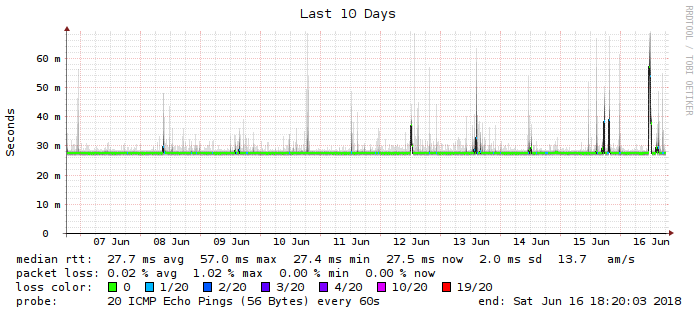 Last 10 Days
RRDTOOL / TOBI OETIKER
Seconds
60 m
50 m
40 m
30 m
20 m
10 m
0
07 Jun 08 Jun 09 Jun 10 Jun 11 Jun 12 Jun 13 Jun 14 Jun 15 Jun 16 Jun
median rtt: 27.7 ms avg 57.0 ms max 27.4 ms min 27.5 ms now 2.0 ms sd 13.7 am/s
packet loss: 0.02 % avg 1.02 % max 0.00 % min 0.00 % now
loss color: 0 1/20 2/20 3/20 4/20 10/20 19/20
probe: 20 ICMP Echo Pings (56 Bytes) every 60s end: Sat Jun 16 18:20:03 2018